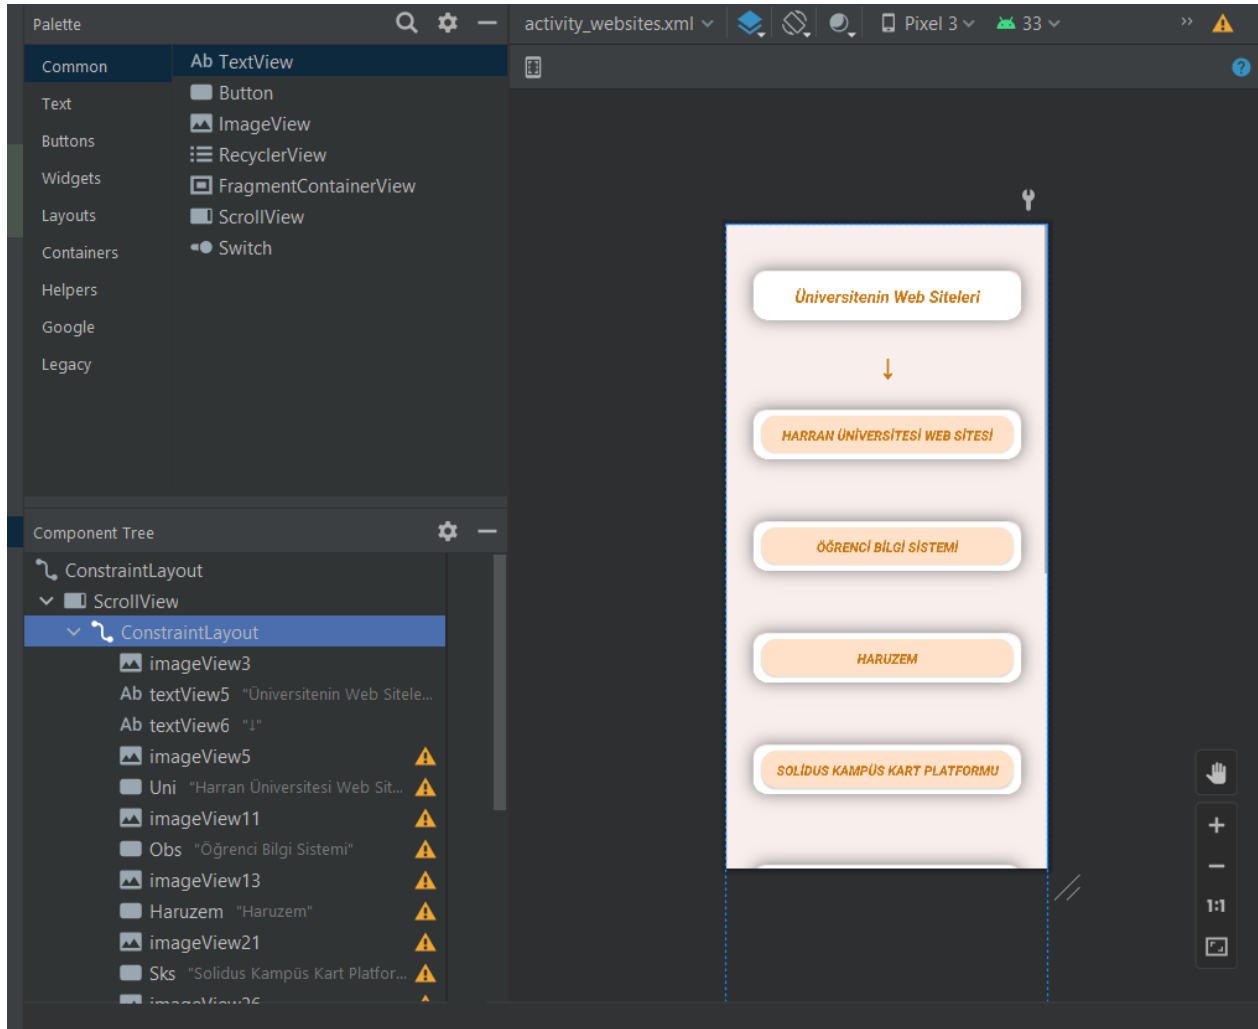 Palette
Common
Text
Buttons
Widgets
Layouts
Containers
Helpers
Google
Legacy
Ab TextView
Button
ImageView
RecyclerView
FragmentContainerView
ScrollView
Switch
Component Tree
ConstraintLayout
ScrollView
ConstraintLayout
imageView3
Ab textView5 "Üniversitenin Web Sitele...
Ab textView6 "↓"
imageView5
Uni "Harran Üniversitesi Web Sit...
imageView11
Obs "Öğrenci Bilgi Sistemi"
imageView13
Haruzem "Haruzem"
imageView21
Sks "Solidus Kampüs Kart Platfor...
imageView26
activity_websites.xml
Pixel 3
33
»
?
Üniversitenin Web Siteleri
↓
HARRAN ÜNİVERSİTESİ WEB SİTESİ
ÖĞRENCİ BİLGİ SİSTEMİ
HARUZEM
SOLİDUS KAMPÜS KART PLATFORMU
+
−
1:1